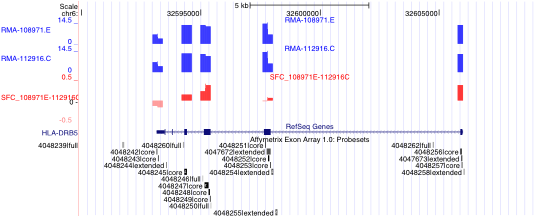 Scale 5 kb
chr6: 32595000 32600000 32605000
14.5 RMA-108971.E
RMA-108971.E
0
14.5 RMA-112916.C
RMA-112916.C
0
0.5 SFC_108971E-112916C
SFC_108971E-112916C
0
-0.5
RefSeq Genes
HLA-DRB5
Affymetrix Exon Array 1.0: Probesets
4048239|full 4048260|full 4048251|core 4048262|full
4048242|core 4047672|extended 4048256|core
4048243|core 4048252|core 4047673|extended
4048244|extended 4048253|core 4048257|core
4048245|core 4048254|extended 4048258|extended
4048246|full
4048247|core
4048248|core
4048249|core
4048250|full
4048255|extended